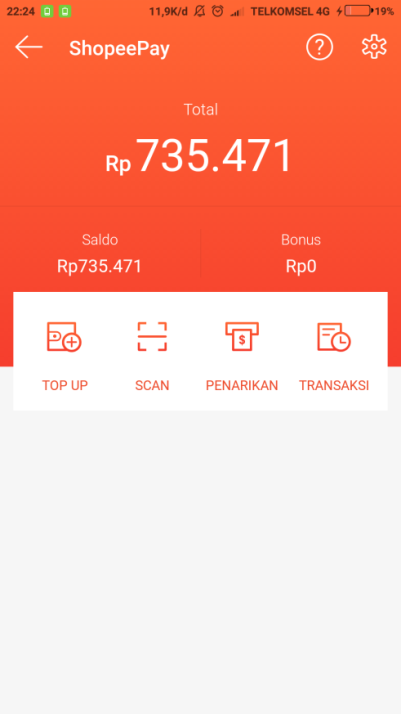 22:24 11,9K/d TELKOMSEL 4G 19%
ShopeePay
Total
Rp 735.471
Saldo Bonus
Rp735.471 Rp0
TOP UP SCAN PENARIKAN TRANSAKSI